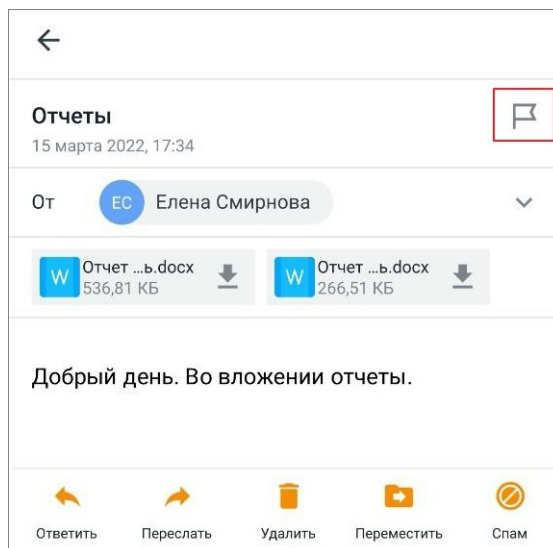 Отчеты
15 марта 2022, 17:34
От ЕС Елена Смирнова
W Отчет ...ь.docx W Отчет ...ь.docx
536,81 КБ 266,51 КБ
Добрый день. Во вложении отчеты.
Ответить Переслать Удалить Переместить Спам